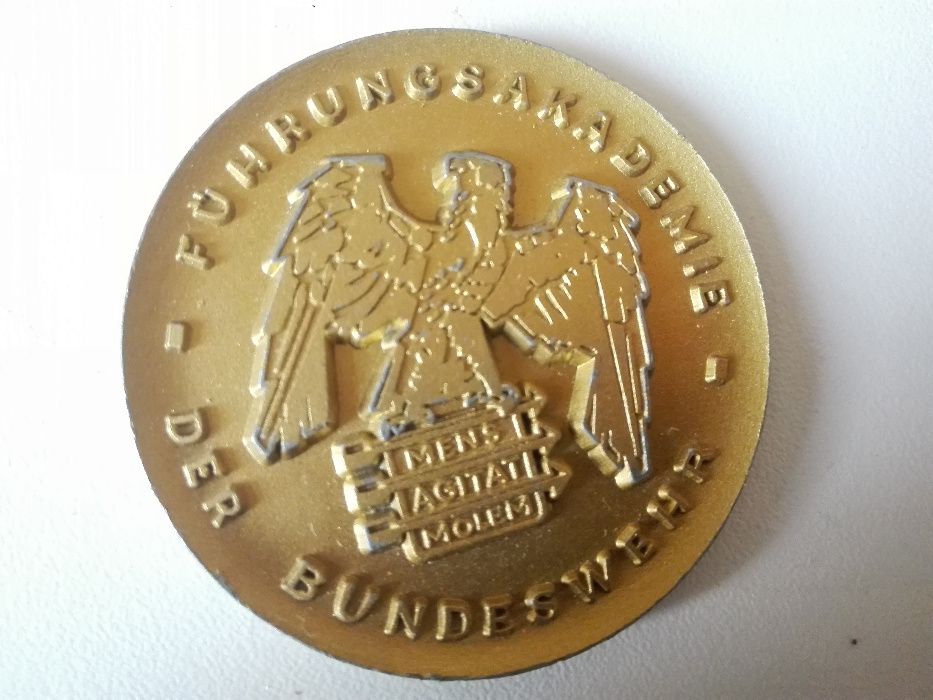 FÜHRUNGSAKADEMIE
DER BUNDESWEHR
MENS
AGITAT
MOLEM